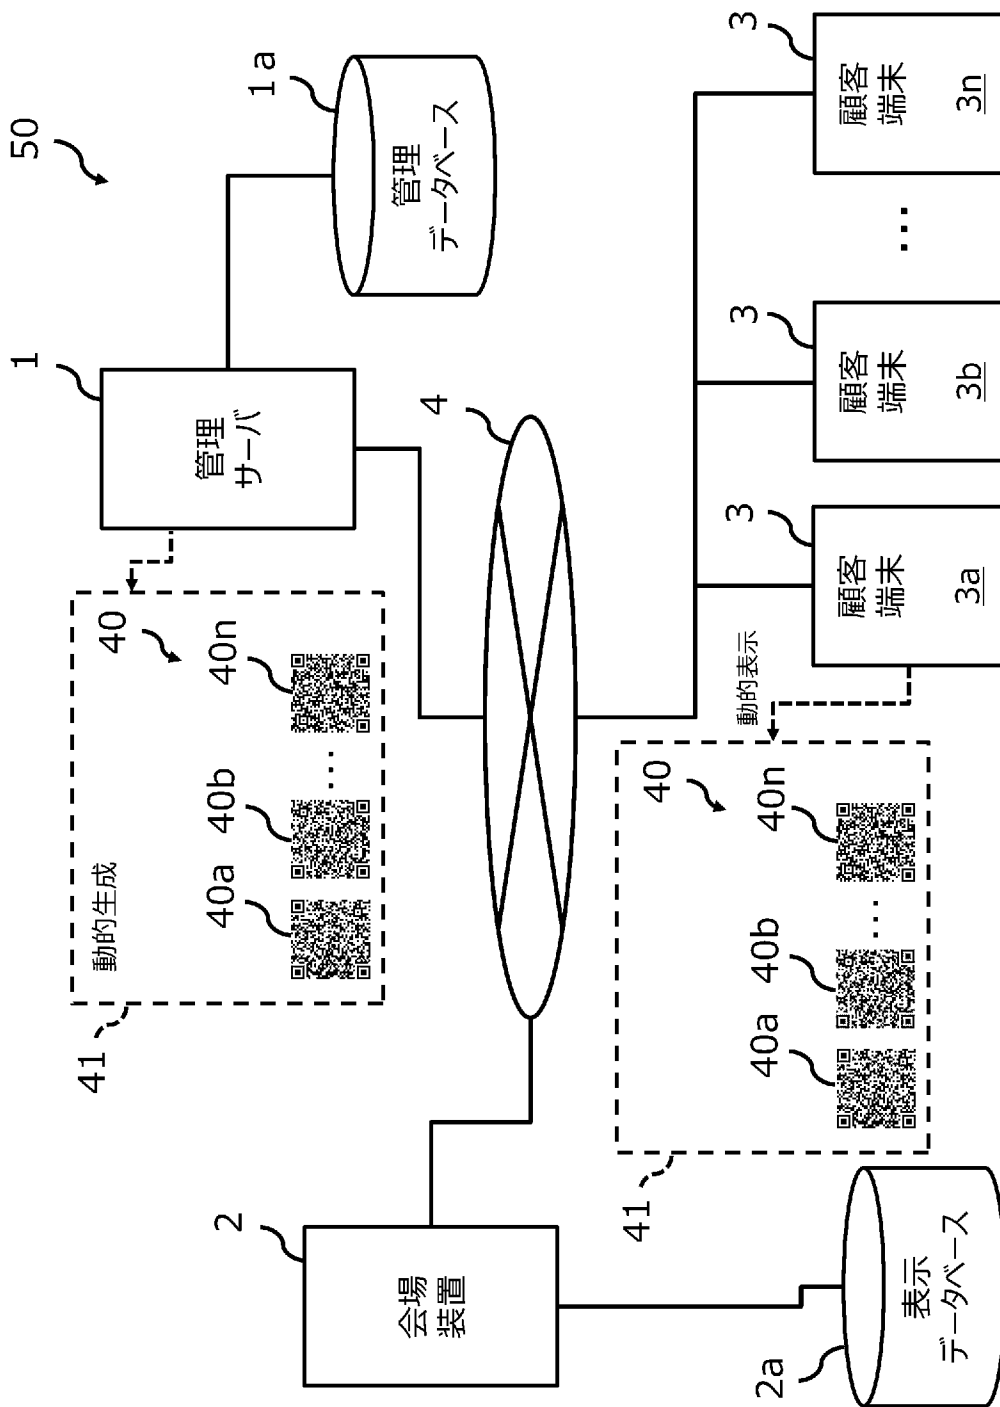 50
1
管理
サーバ
1a
管理
データベース
41
動的生成
40
40a
40b
…
40n
4
2
会場
装置
2a
表示
データベース
41
動的表示
40
40a
40b
…
40n
3
顧客
端末
3a
3
顧客
端末
3b
…
3
顧客
端末
3n